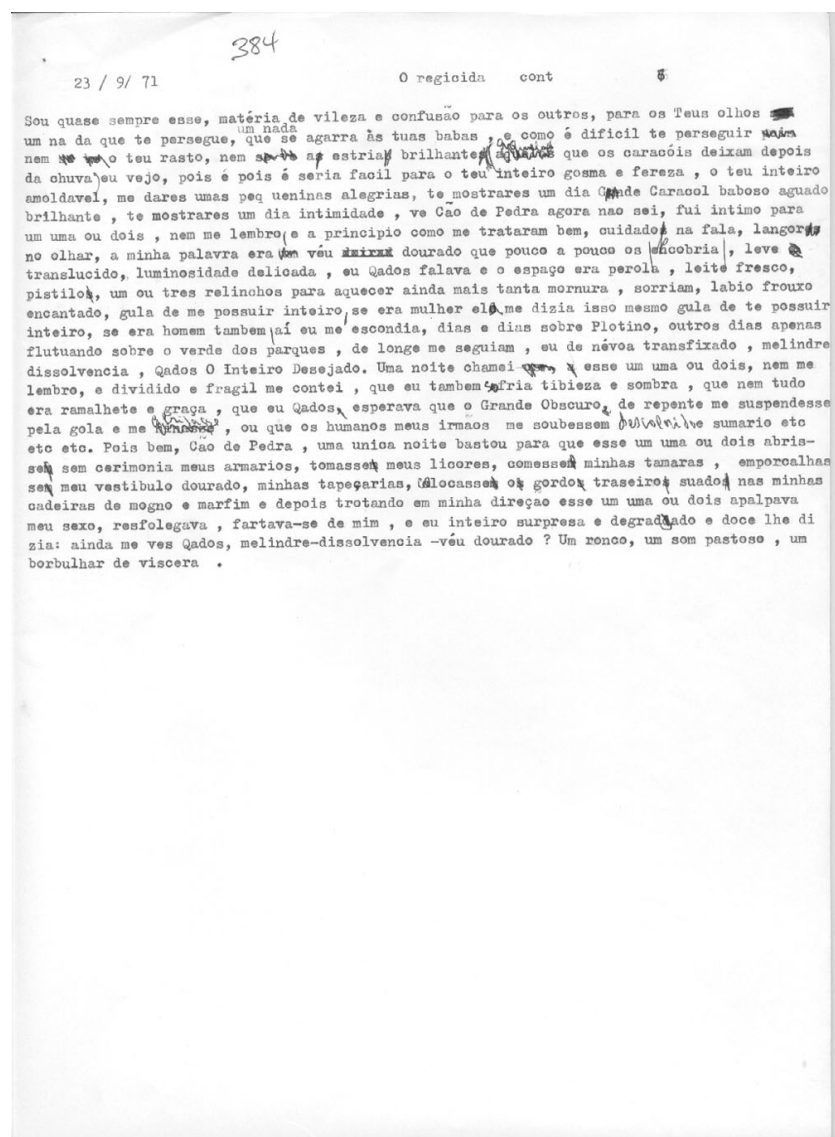 384
23 / 9/ 71 O regicida cont
Sou quase sempre esse, matéria de vileza e confusão para os outros, para os Teus olhos
um na da que te persegue, um nada que se agarra às tuas babas , e como é dificil te perseguir
nem o teu rasto, nem a estria brilhante que os caracóis deixam depois
da chuva eu vejo, pois é pois é seria facil para o teu inteiro gosma e fereza , o teu inteiro
amoldavel, me dares umas peq ueninas alegrias, te mostrares um dia Grande Caracol baboso aguado
brilhante , te mostrares um dia intimidade , ve Cão de Pedra agora nao sei, fui intimo para
um uma ou dois , nem me lembro, e a principio como me trataram bem, cuidado na fala, langor
no olhar, a minha palavra era véu dourado que pouco a pouco os encobria , leve
translucido, luminosidade delicada , eu Qados falava e o espaço era perola , leite fresco,
pistilo, um ou tres relinchos para aquecer ainda mais tanta mornura , sorriam, labio frouxo
encantado, gula de me possuir inteiro, se era mulher ela me dizia isso mesmo gula de te possuir
inteiro, se era homem tambem, aí eu me escondia, dias e dias sobre Plotino, outros dias apenas
flutuando sobre o verde dos parques , de longe me seguiam , eu de névoa transfixado , melindre
dissolvencia , Qados O Inteiro Desejado. Uma noite chamei esse um uma ou dois, nem me
lembro, e dividido e fragil me contei , que eu tambem sofria tibieza e sombra , que nem tudo
era ramalhete e graça , que eu Qados, esperava que o Grande Obscuro, de repente me suspendesse
pela gola e me , ou que os humanos meus irmãos me soubessem sumario etc
etc etc. Pois bem, Cão de Pedra , uma unica noite bastou para que esse um uma ou dois abris-
se sem cerimonia meus armarios, tomasse meus licores, comesse minhas tamaras , emporcalhas
se meu vestibulo dourado, minhas tapeçarias, colocasse o gordo traseiro suado nas minhas
cadeiras de mogno e marfim e depois trotando em minha direçao esse um uma ou dois apalpava
meu sexo, resfolegava , fartava-se de mim , e eu inteiro surpresa e degradado e doce lhe di
zia: ainda me ves Qados, melindre-dissolvencia -véu dourado ? Um ronco, um som pastoso , um
borbulhar de viscera .